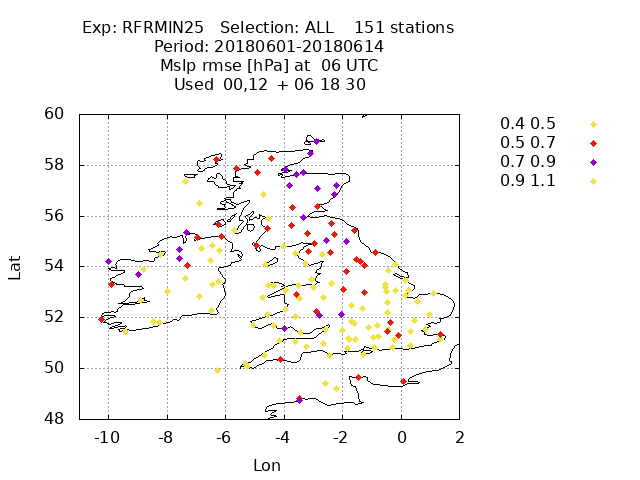 Exp: RFRMIN25 Selection: ALL 151 stations
Period: 20180601-20180614
Mslp rmse [hPa] at 06 UTC
Used 00,12 + 06 18 30
60
58
56
54
52
50
48
Lat
-10 -8 -6 -4 -2 0 2
Lon
0.4 0.5
0.5 0.7
0.7 0.9
0.9 1.1